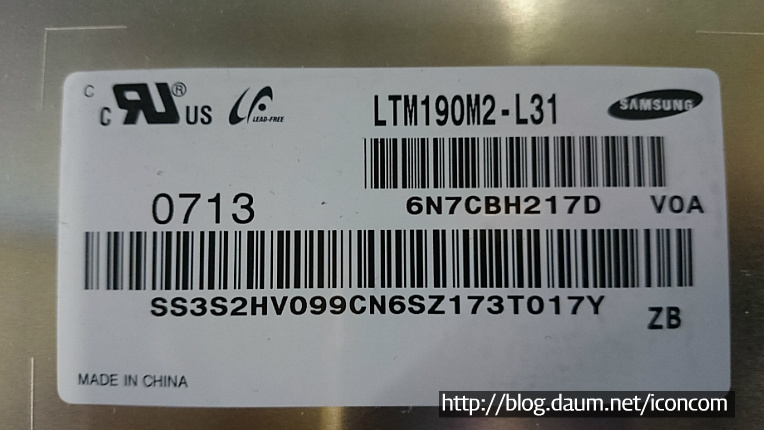 C
C RU® US LEAD-FREE LTM190M2-L31 SAMSUNG
0713 6N7CBH217D V0A
SS3S2HV099CN6SZ173T017Y ZB
MADE IN CHINA
http://blog.daum.net/iconcom